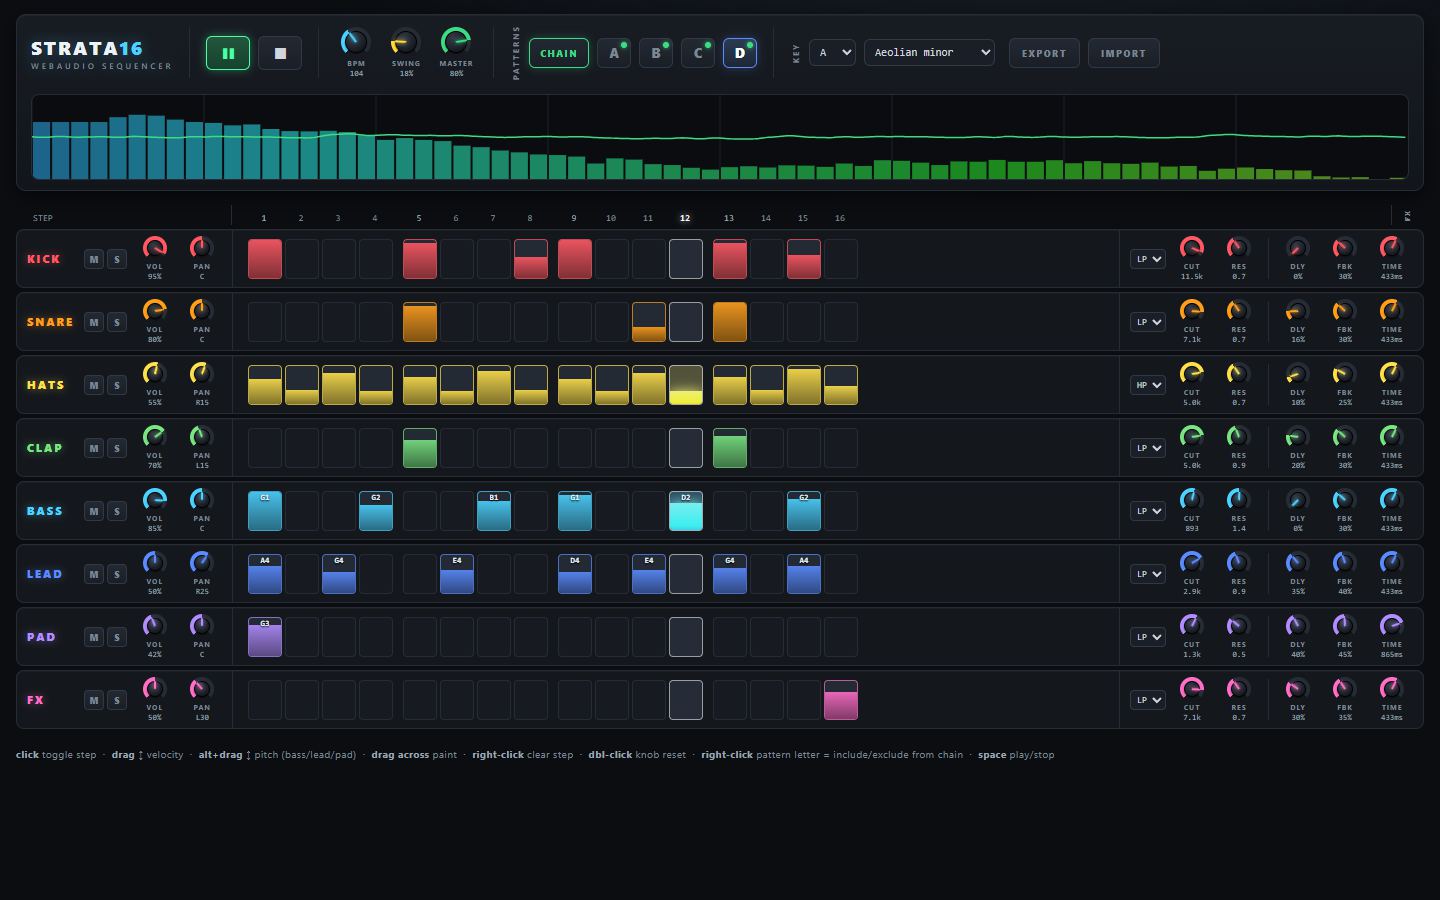 STRATA16
WEBAUDIO SEQUENCER
BPM
104
SWING
18%
MASTER
80%
PATTERNS
CHAIN
A
B
C
D
KEY
A
Aeolian minor
EXPORT
IMPORT
STEP
1 2 3 4 5 6 7 8 9 10 11 12 13 14 15 16
FX
KICK M S
VOL PAN
95% C
LP
CUT RES DLY FBK TIME
11.5k 0.7 0% 30% 433ms
SNARE M S
VOL PAN
80% C
LP
CUT RES DLY FBK TIME
7.1k 0.7 16% 30% 433ms
HATS M S
VOL PAN
55% R15
HP
CUT RES DLY FBK TIME
5.0k 0.7 10% 25% 433ms
CLAP M S
VOL PAN
70% L15
LP
CUT RES DLY FBK TIME
5.0k 0.9 20% 30% 433ms
BASS M S
VOL PAN
85% C
G1 G2 B1 G1 D2 G2
LP
CUT RES DLY FBK TIME
893 1.4 0% 30% 433ms
LEAD M S
VOL PAN
50% R25
A4 G4 E4 D4 E4 G4 A4
LP
CUT RES DLY FBK TIME
2.9k 0.9 35% 40% 433ms
PAD M S
VOL PAN
42% C
G3
LP
CUT RES DLY FBK TIME
1.3k 0.5 40% 45% 865ms
FX M S
VOL PAN
50% L30
LP
CUT RES DLY FBK TIME
7.1k 0.7 30% 35% 433ms
click toggle step · drag ↕ velocity · alt+drag ↕ pitch (bass/lead/pad) · drag across paint · right-click clear step · dbl-click knob reset · right-click pattern letter = include/exclude from chain · space play/stop